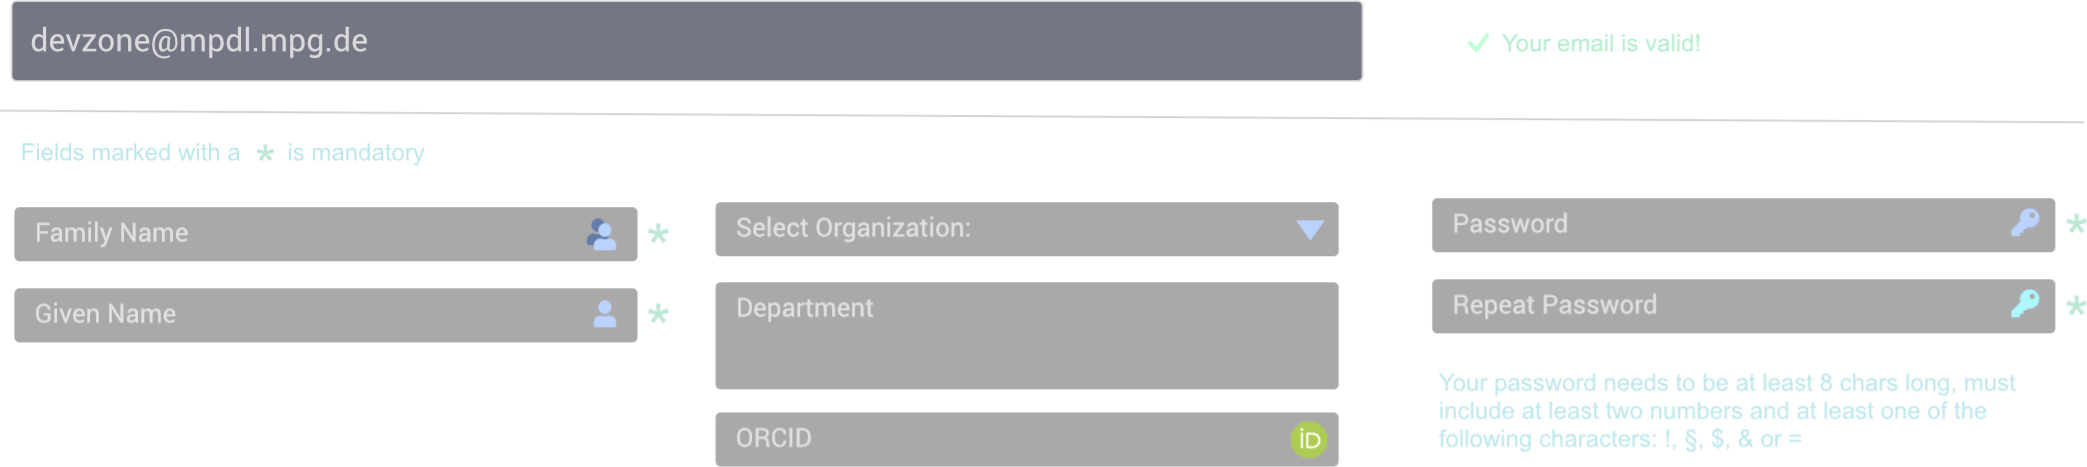 devzone@mpdl.mpg.de
Your email is valid!
Fields marked with a * is mandatory
Family Name *
Given Name *
Select Organization:
Department
ORCID iD
Password *
Repeat Password *
Your password needs to be at least 8 chars long, must
include at least two numbers and at least one of the
following characters: !, §, $, & or =